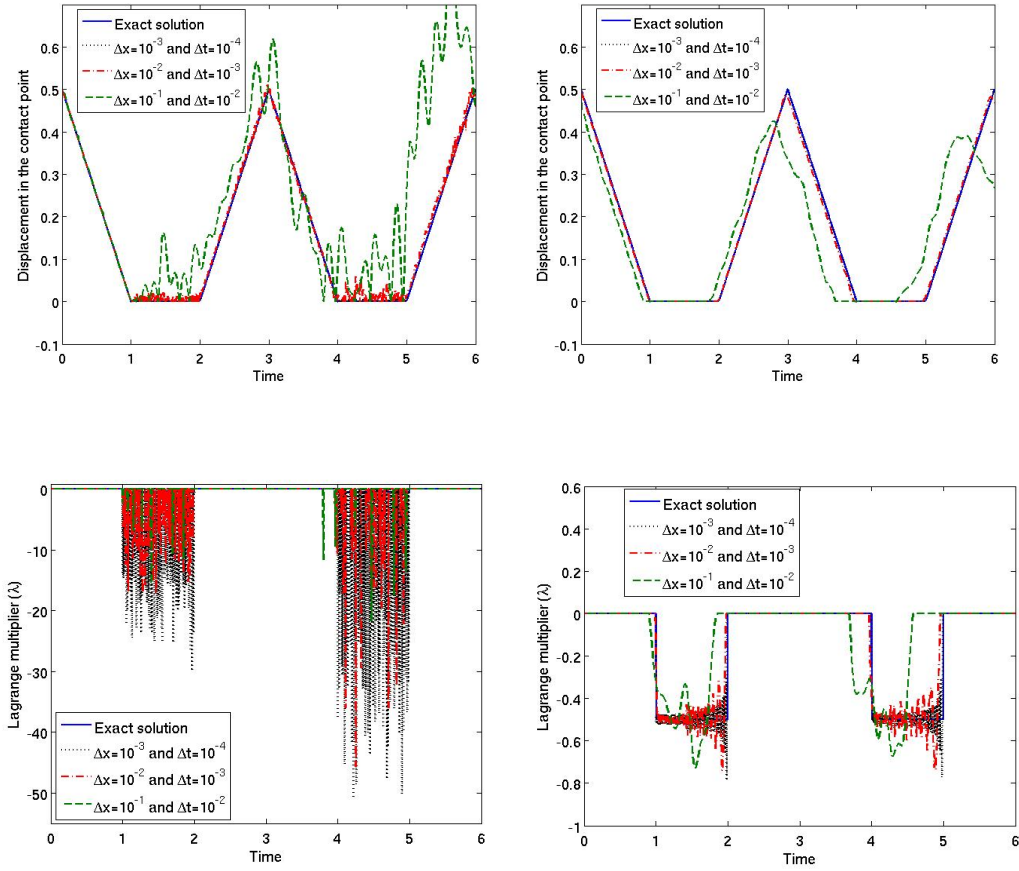 Exact solution
Δx=10⁻³ and Δt=10⁻⁴
Δx=10⁻² and Δt=10⁻³
Δx=10⁻¹ and Δt=10⁻²
Displacement in the contact point
0.6
0.5
0.4
0.3
0.2
0.1
0
-0.1
0 1 2 3 4 5 6
Time
Exact solution
Δx=10⁻³ and Δt=10⁻⁴
Δx=10⁻² and Δt=10⁻³
Δx=10⁻¹ and Δt=10⁻²
Displacement in the contact point
0.6
0.5
0.4
0.3
0.2
0.1
0
-0.1
0 1 2 3 4 5 6
Time
Lagrange multiplier (λ)
0
-10
-20
-30
-40
-50
Exact solution
Δx=10⁻³ and Δt=10⁻⁴
Δx=10⁻² and Δt=10⁻³
Δx=10⁻¹ and Δt=10⁻²
0 1 2 3 4 5 6
Time
Exact solution
Δx=10⁻³ and Δt=10⁻⁴
Δx=10⁻² and Δt=10⁻³
Δx=10⁻¹ and Δt=10⁻²
Lagrange multiplier (λ)
0.6
0.4
0.2
0
-0.2
-0.4
-0.6
-0.8
-1
0 1 2 3 4 5 6
Time